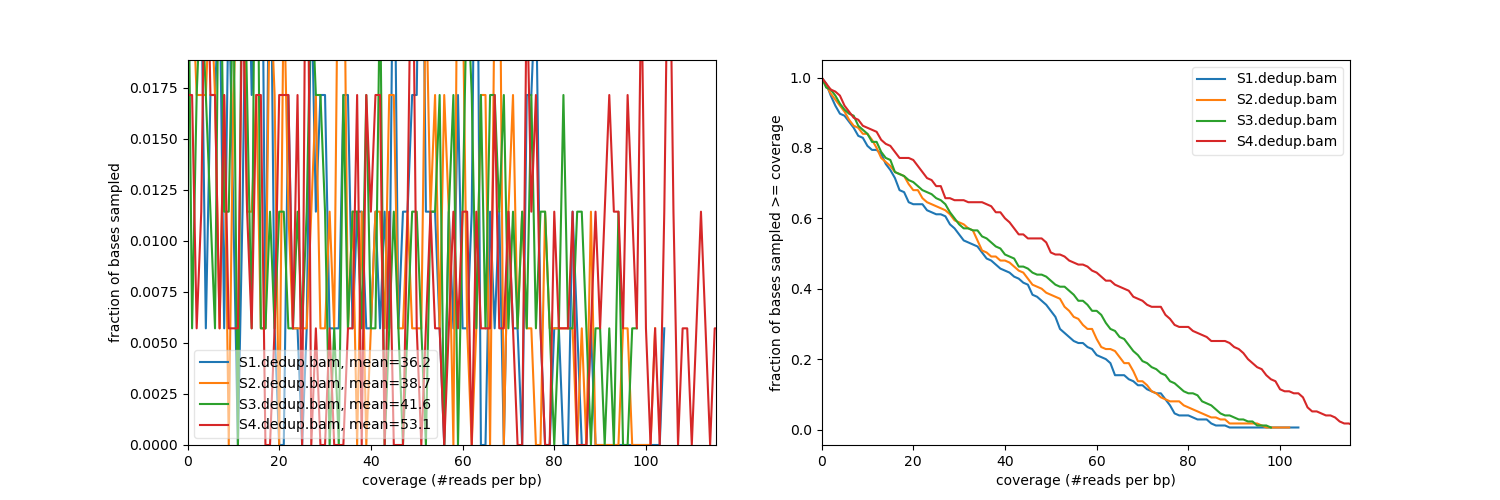 fraction of bases sampled
0.0175
0.0150
0.0125
0.0100
0.0075
0.0050
0.0025
0.0000
S1.dedup.bam, mean=36.2
S2.dedup.bam, mean=38.7
S3.dedup.bam, mean=41.6
S4.dedup.bam, mean=53.1
0 20 40 60 80 100
coverage (#reads per bp)
fraction of bases sampled >= coverage
1.0
0.8
0.6
0.4
0.2
0.0
S1.dedup.bam
S2.dedup.bam
S3.dedup.bam
S4.dedup.bam
0 20 40 60 80 100
coverage (#reads per bp)